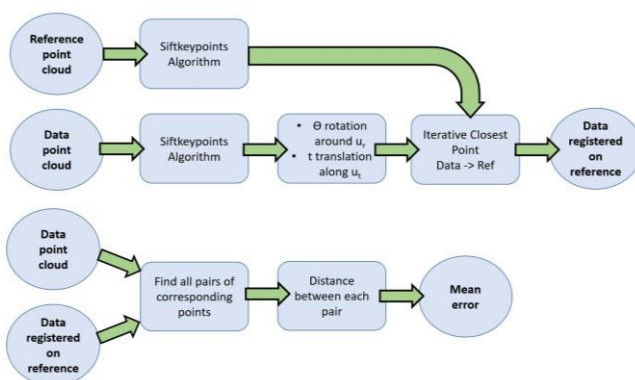 Reference
point
cloud
Siftkeypoints
Algorithm
Data
point
cloud
Siftkeypoints
Algorithm
• Θ rotation
around uᵣ
• t translation
along uₜ
Iterative Closest
Point
Data -> Ref
Data
registered
on
reference
Data
point
cloud
Data
registered on
reference
Find all pairs of
corresponding
points
Distance
between each
pair
Mean
error